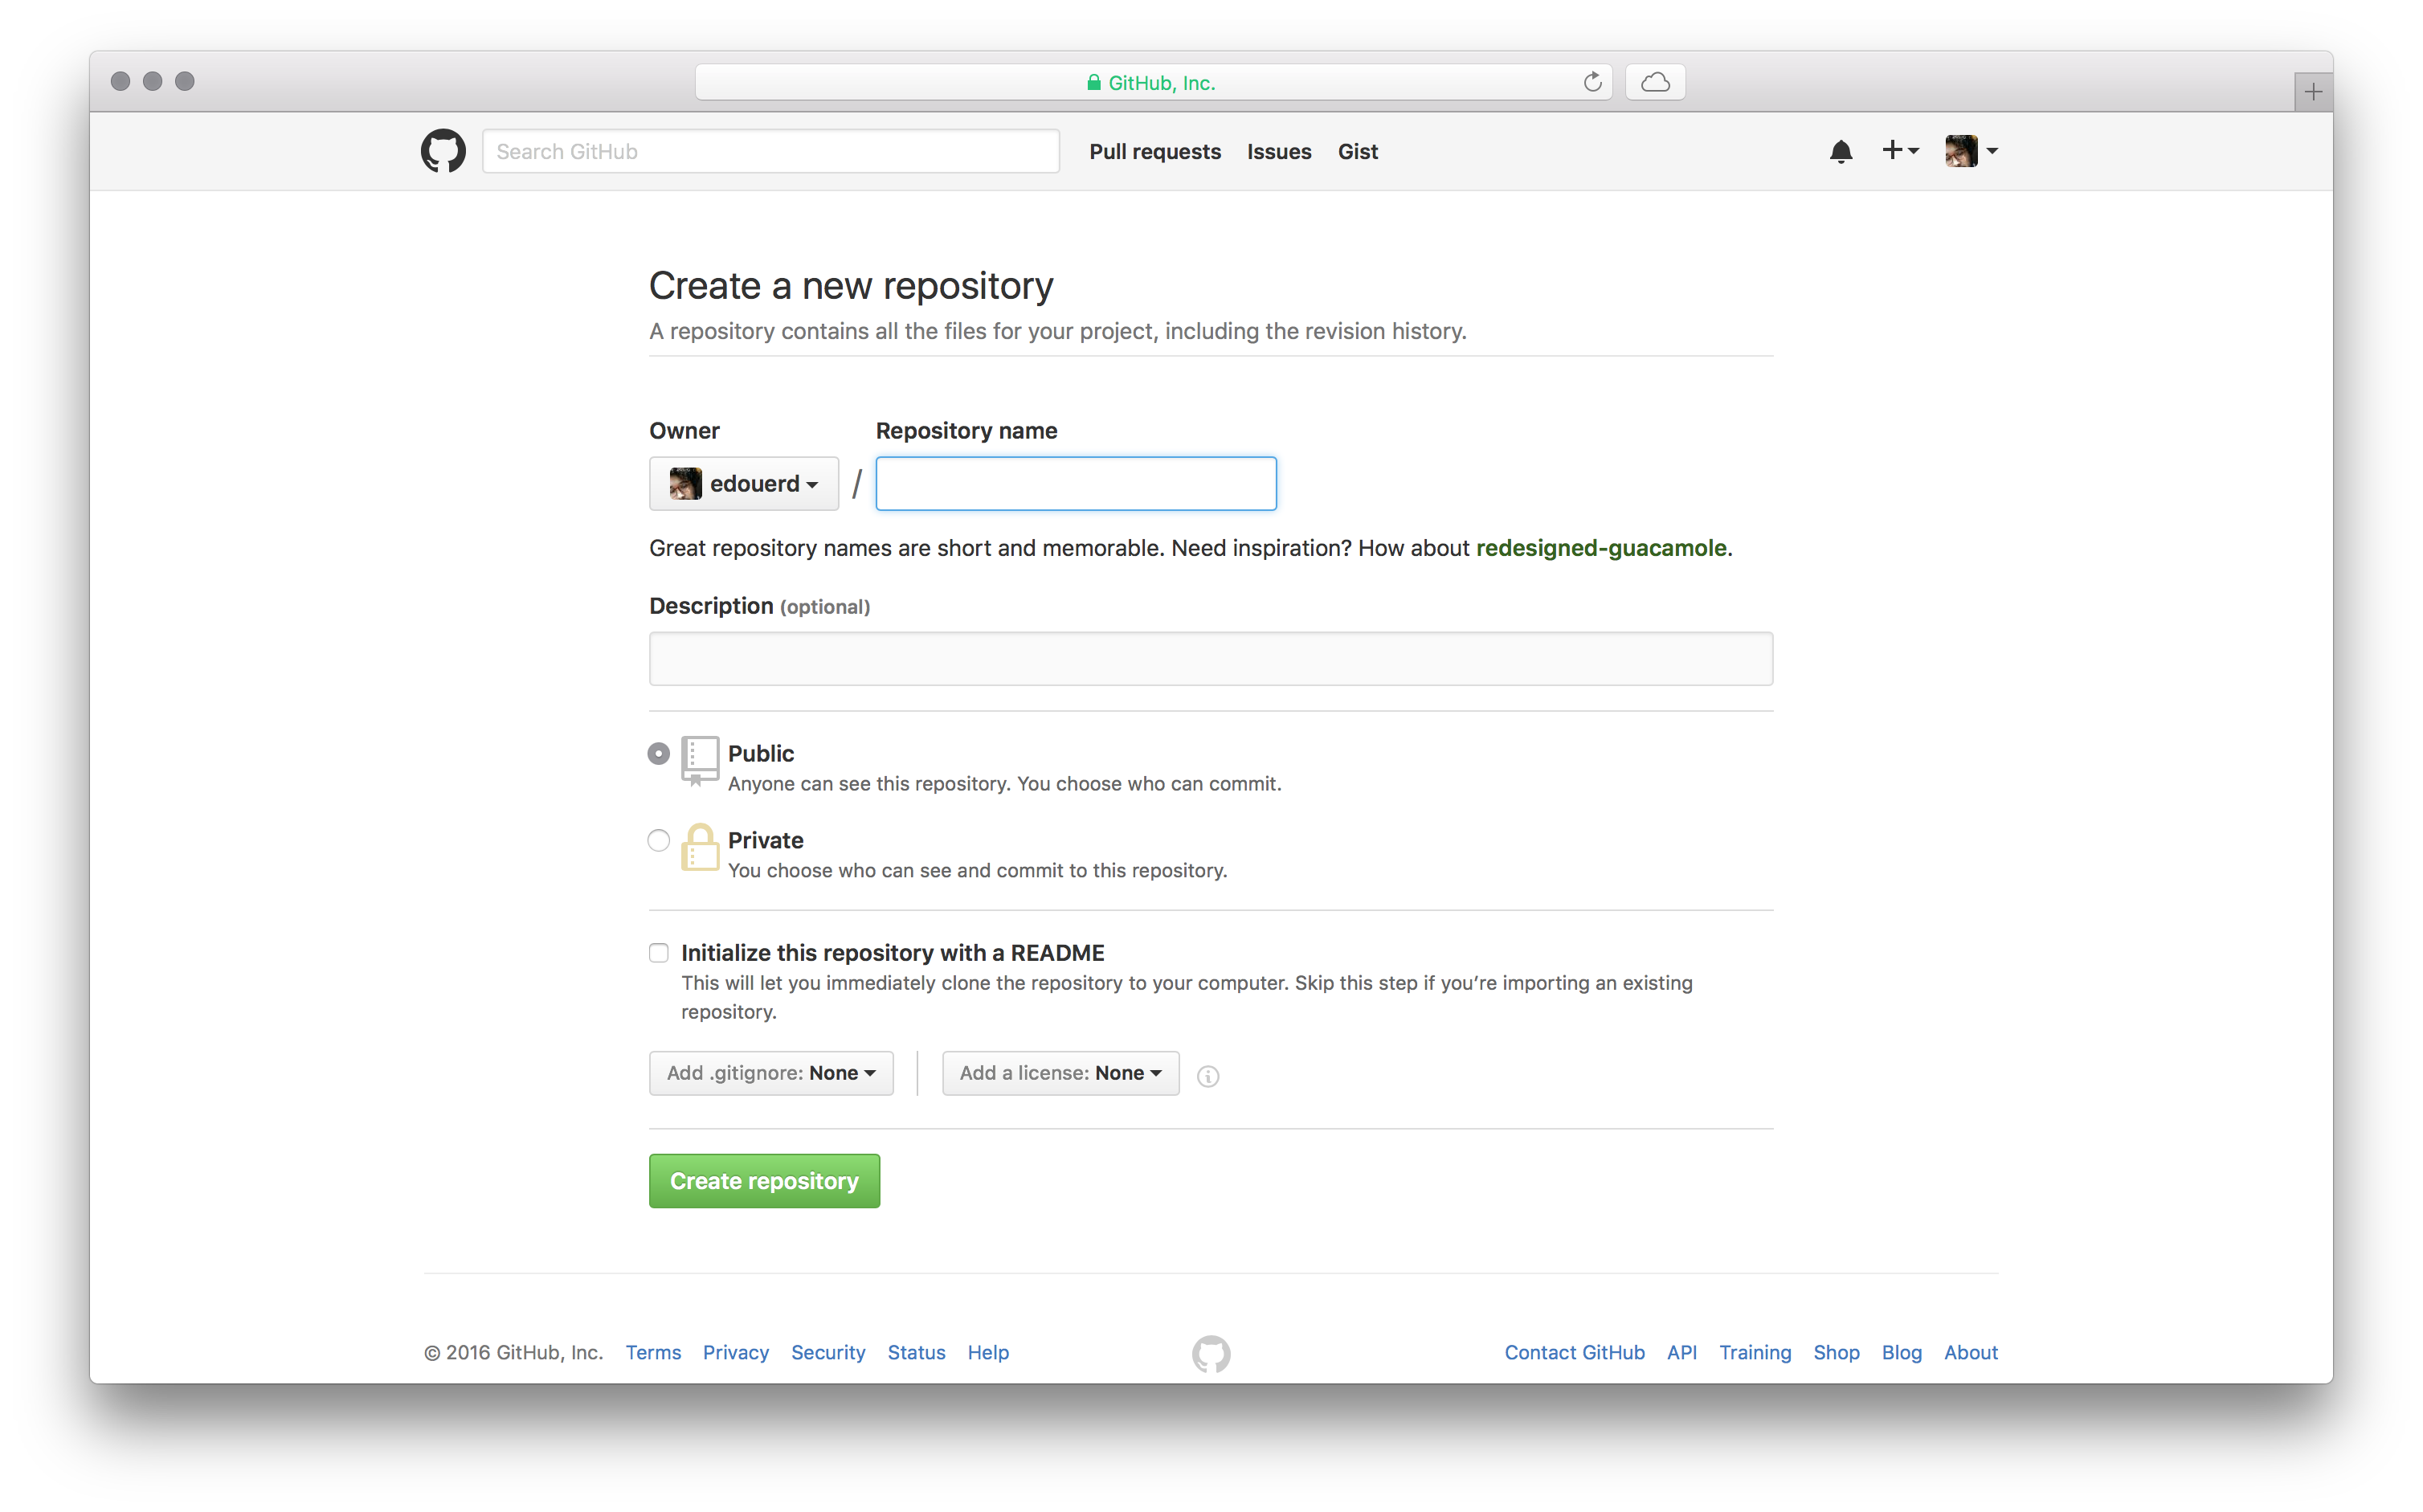 GitHub, Inc.
Search GitHub
Pull requests Issues Gist
Create a new repository
A repository contains all the files for your project, including the revision history.
Owner Repository name
edouerd /
Great repository names are short and memorable. Need inspiration? How about redesigned-guacamole.
Description (optional)
Public
Anyone can see this repository. You choose who can commit.
Private
You choose who can see and commit to this repository.
Initialize this repository with a README
This will let you immediately clone the repository to your computer. Skip this step if you’re importing an existing
repository.
Add .gitignore: None Add a license: None
Create repository
© 2016 GitHub, Inc. Terms Privacy Security Status Help Contact GitHub API Training Shop Blog About